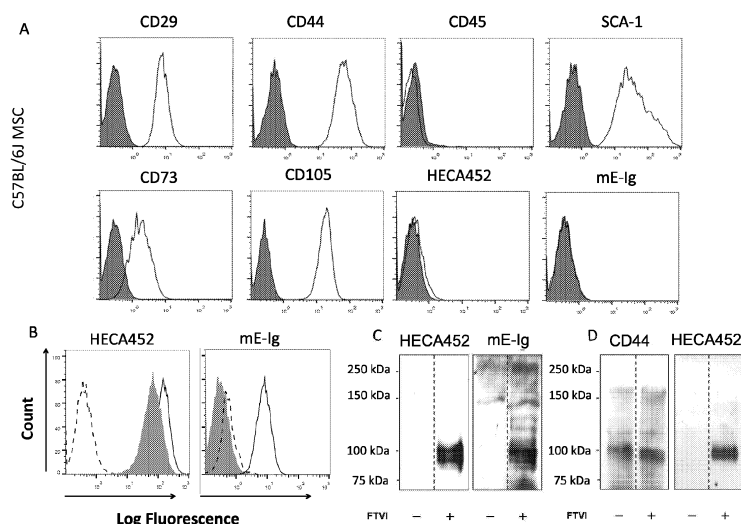 A
CD29 CD44 CD45 SCA-1
C57BL/6J MSC
CD73 CD105 HECA452 mE-Ig
B
HECA452 mE-Ig
Count
Log Fluorescence
C
HECA452 mE-Ig
250 kDa
150 kDa
100 kDa
75 kDa
FTVI − + − +
D
CD44 HECA452
250 kDa
150 kDa
100 kDa
75 kDa
FTVI − + − +